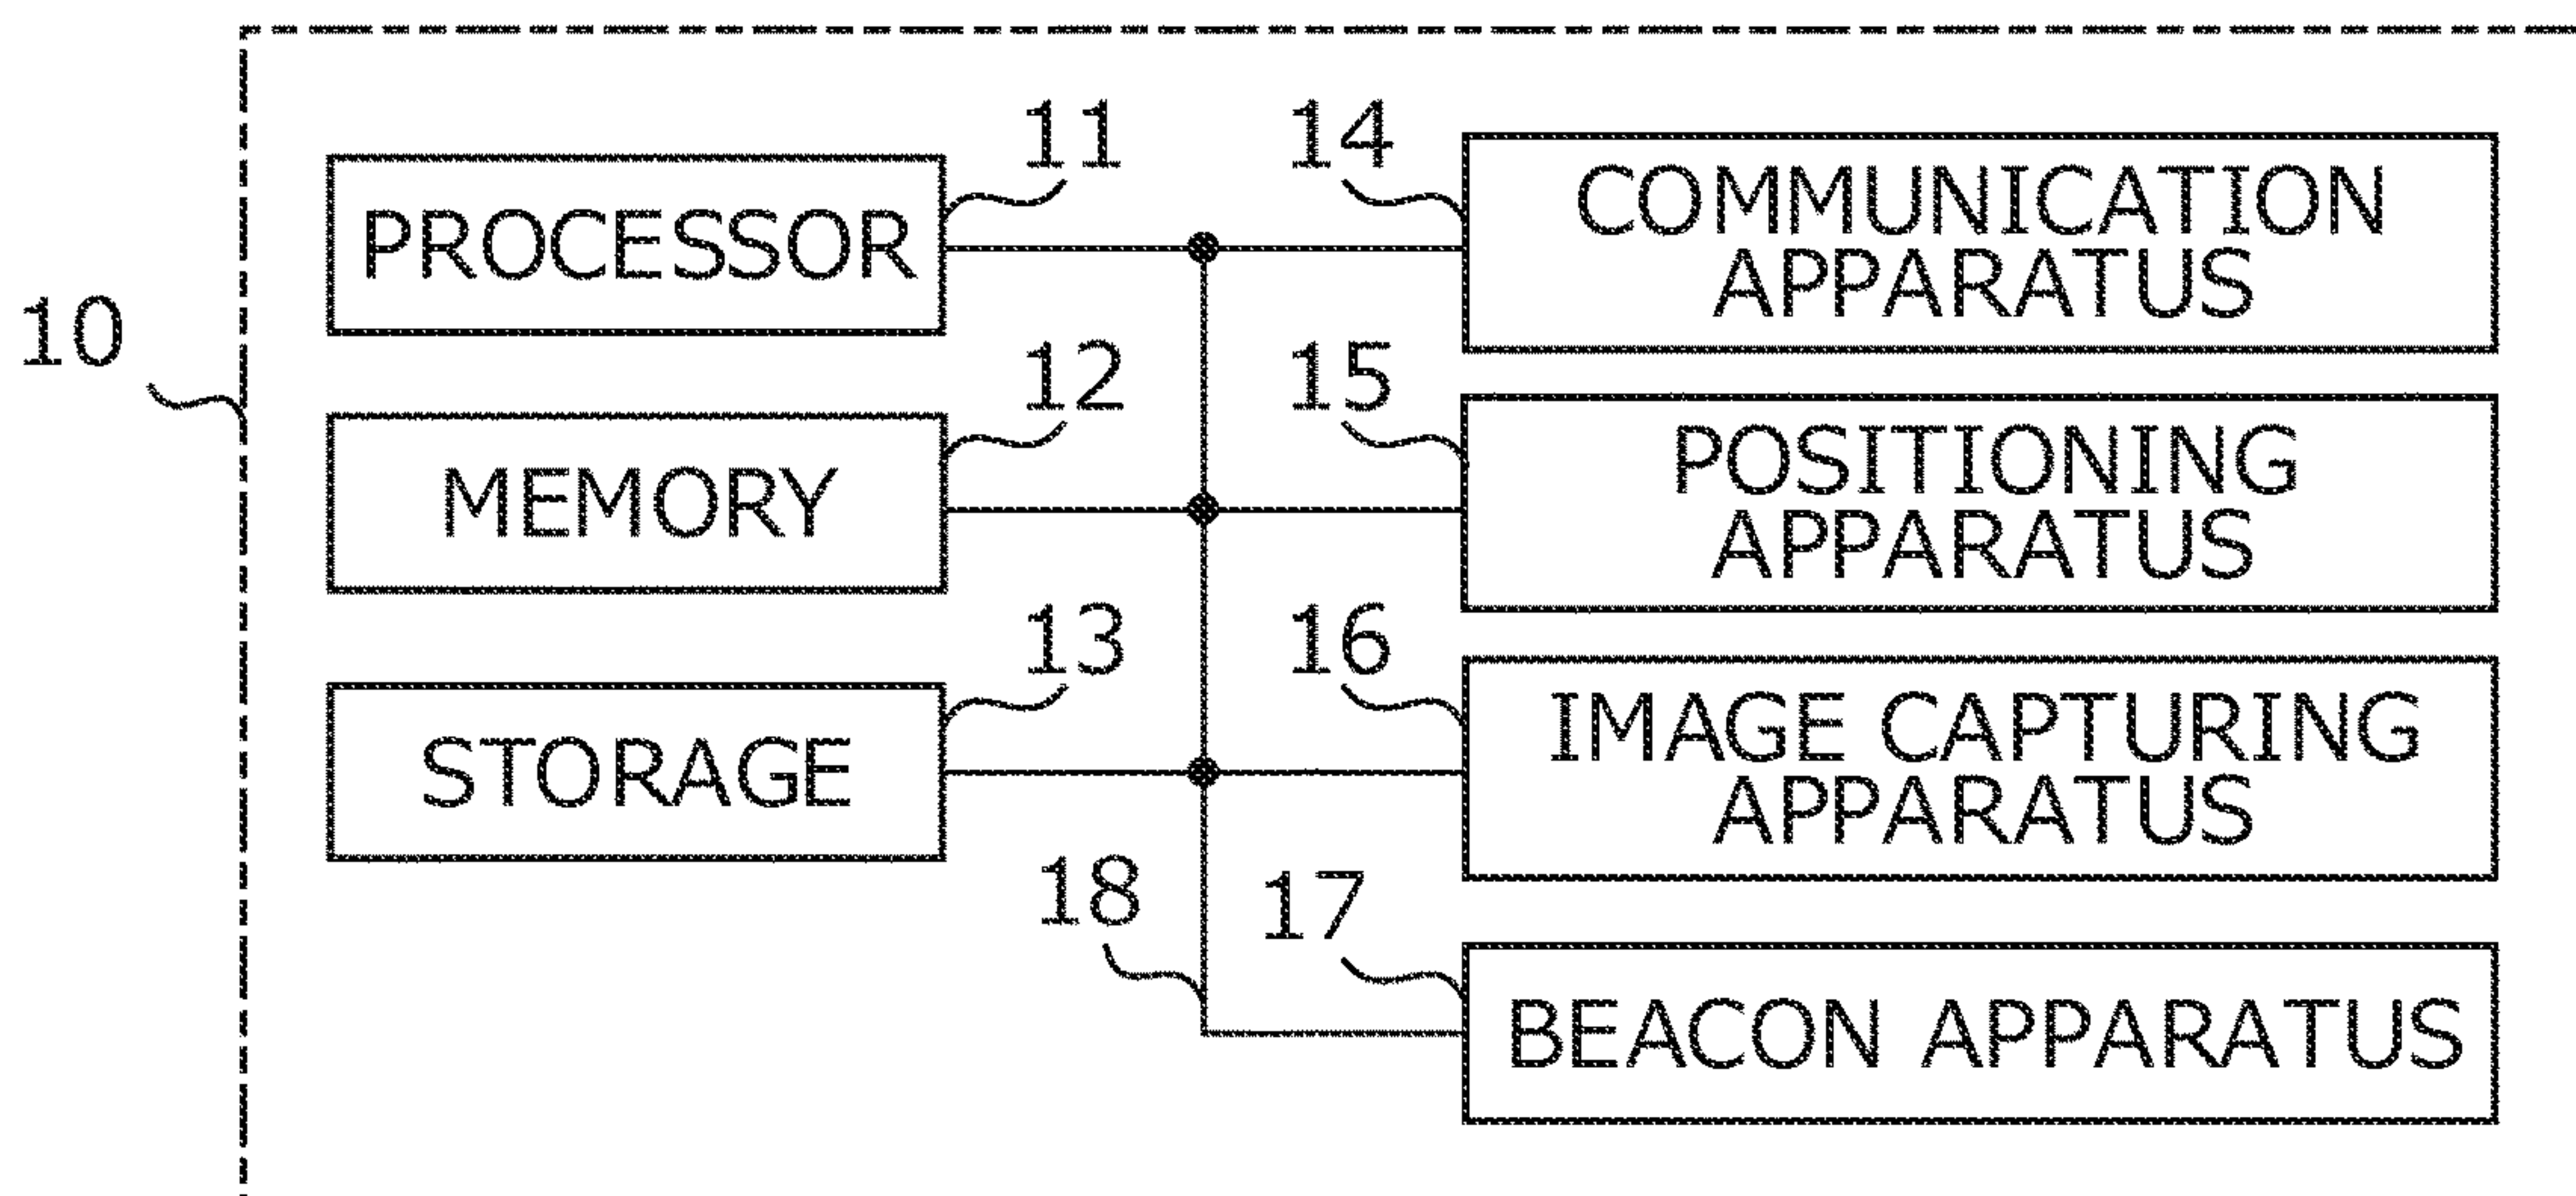 10
11
PROCESSOR
12
MEMORY
13
STORAGE
14
COMMUNICATION
APPARATUS
15
POSITIONING
APPARATUS
16
IMAGE CAPTURING
APPARATUS
18
17
BEACON APPARATUS